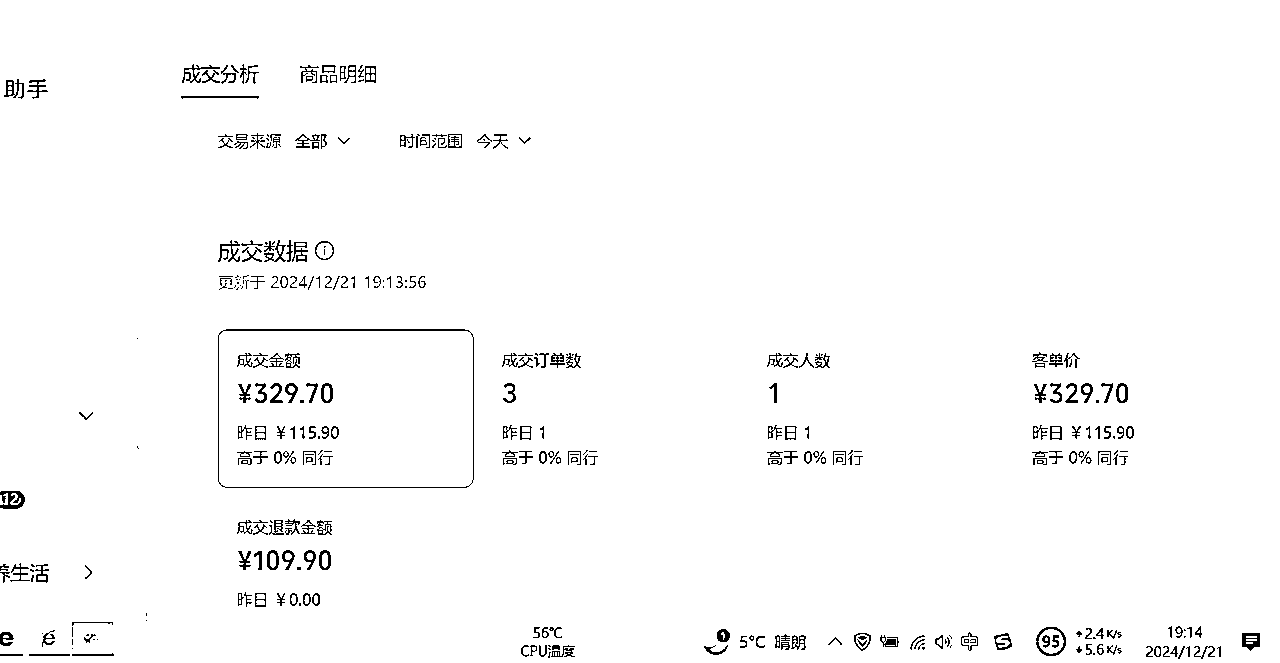 助手
成交分析 商品明细
交易来源 全部 时间范围 今天
成交数据
更新于 2024/12/21 19:13:56
成交金额 成交订单数 成交人数 客单价
¥329.70 3 1 ¥329.70
昨日 ¥115.90 昨日 1 昨日 1 昨日 ¥115.90
高于 0% 同行 高于 0% 同行 高于 0% 同行 高于 0% 同行
12
成交退款金额
¥109.90
养生活
昨日 ¥0.00
56℃ 1 5℃ 晴朗 中 95 2.4 K/s 19:14
CPU温度 5.6 K/s 2024/12/21